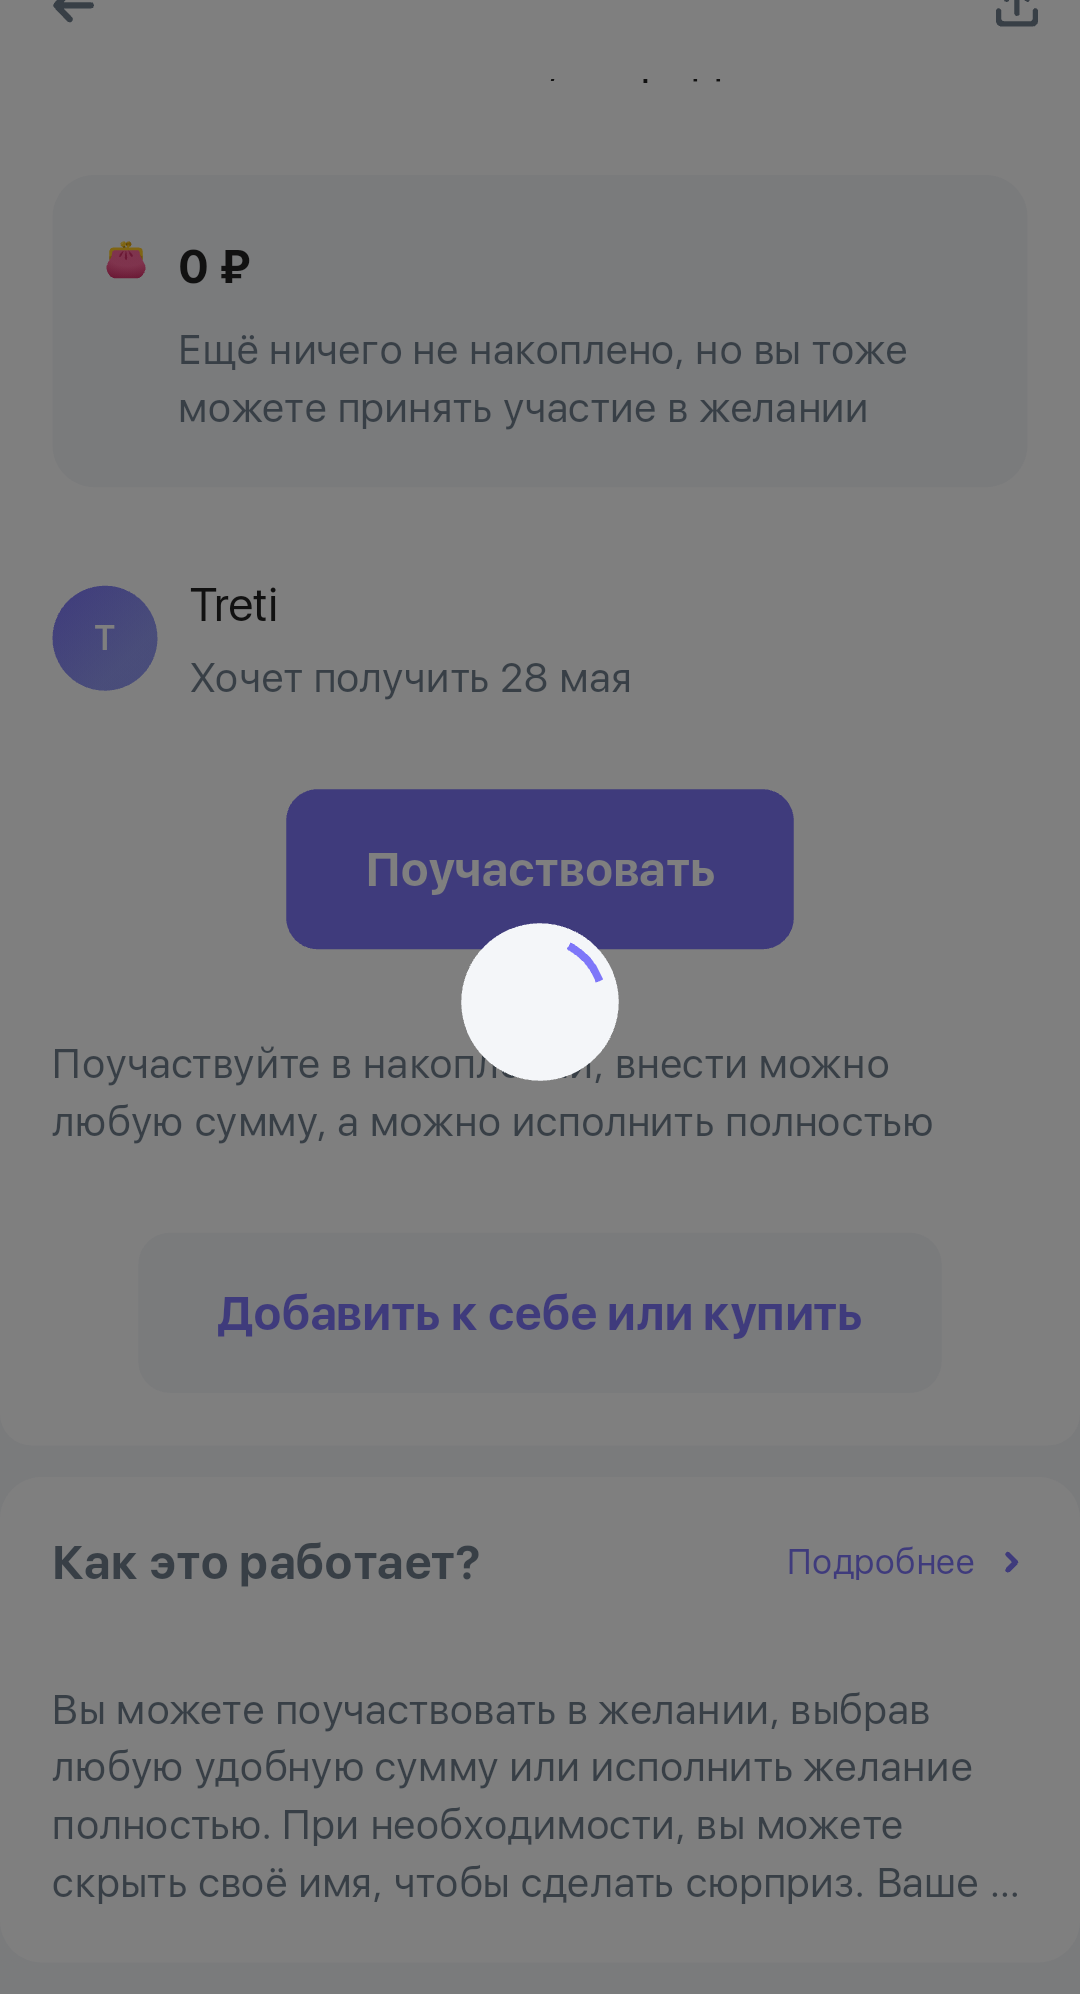 0 ₽
Ещё ничего не накоплено, но вы тоже
можете принять участие в желании
T
Treti
Хочет получить 28 мая
Поучаствовать
Поучаствуйте в внести можно
любую сумму, а можно исполнить полностью
Добавить к себе или купить
Как это работает?
Подробнее
Вы можете поучаствовать в желании, выбрав
любую удобную сумму или исполнить желание
полностью. При необходимости, вы можете
скрыть своё имя, чтобы сделать сюрприз. Ваше ...